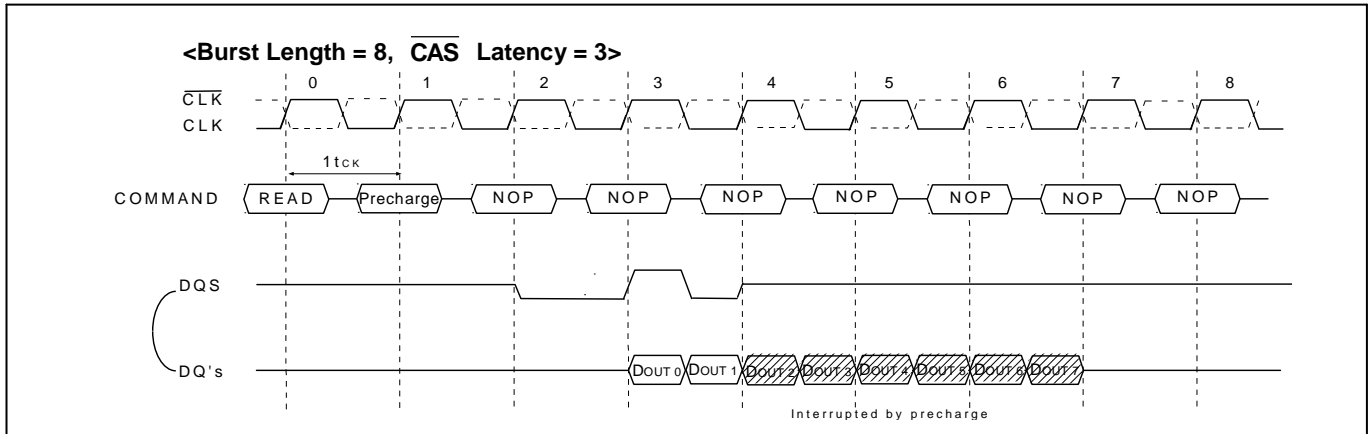 <Burst Length = 8, CAS Latency = 3>
0 1 2 3 4 5 6 7 8
CLK
CLK
1tCK
COMMAND READ Precharge NOP NOP NOP NOP NOP NOP NOP
DQS
DQ's DOUT 0 DOUT 1 DOUT 2 DOUT 3 DOUT 4 DOUT 5 DOUT 6 DOUT 7
Interrupted by precharge